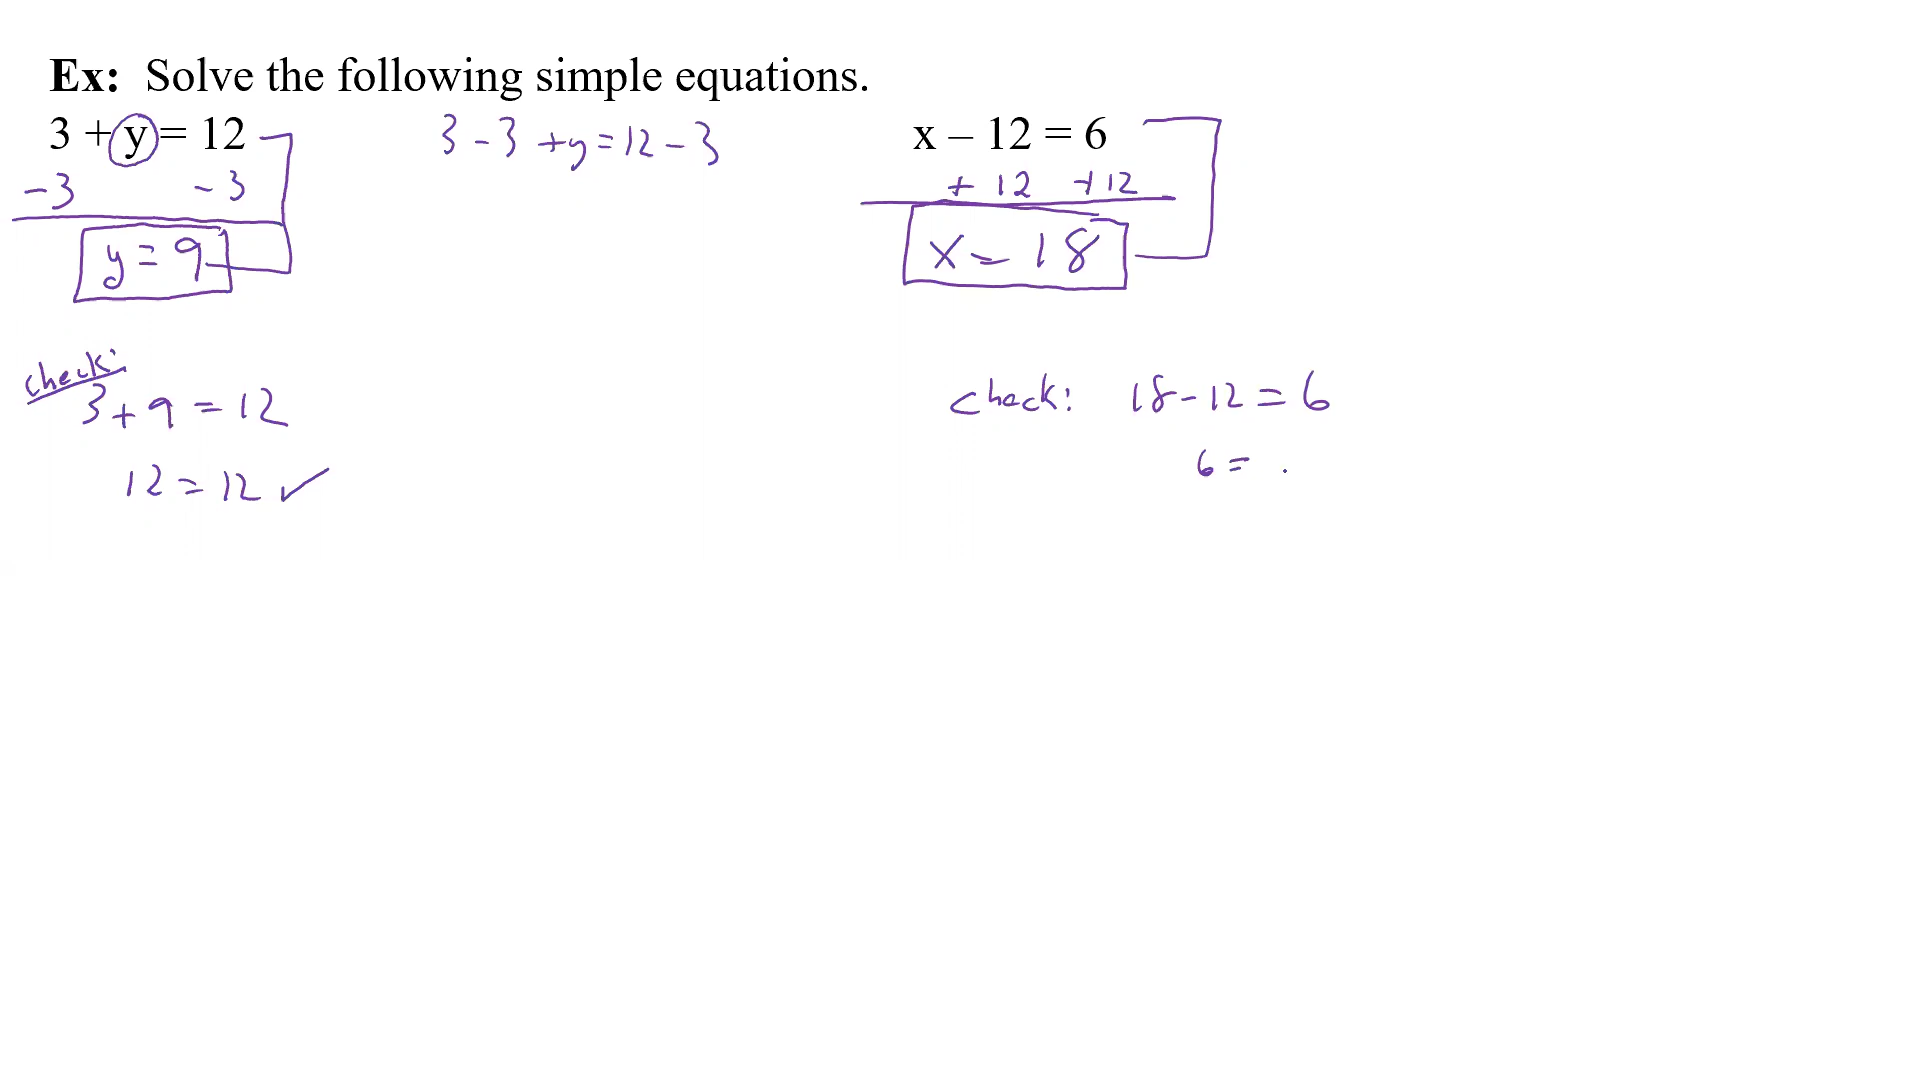 Ex: Solve the following simple equations.
3 + y = 12
-3 -3
y = 9
check:
3 + 9 = 12
12 = 12 ✓
3 - 3 + y = 12 - 3
x – 12 = 6
+ 12 +12
x = 18
check: 18 - 12 = 6
6 =